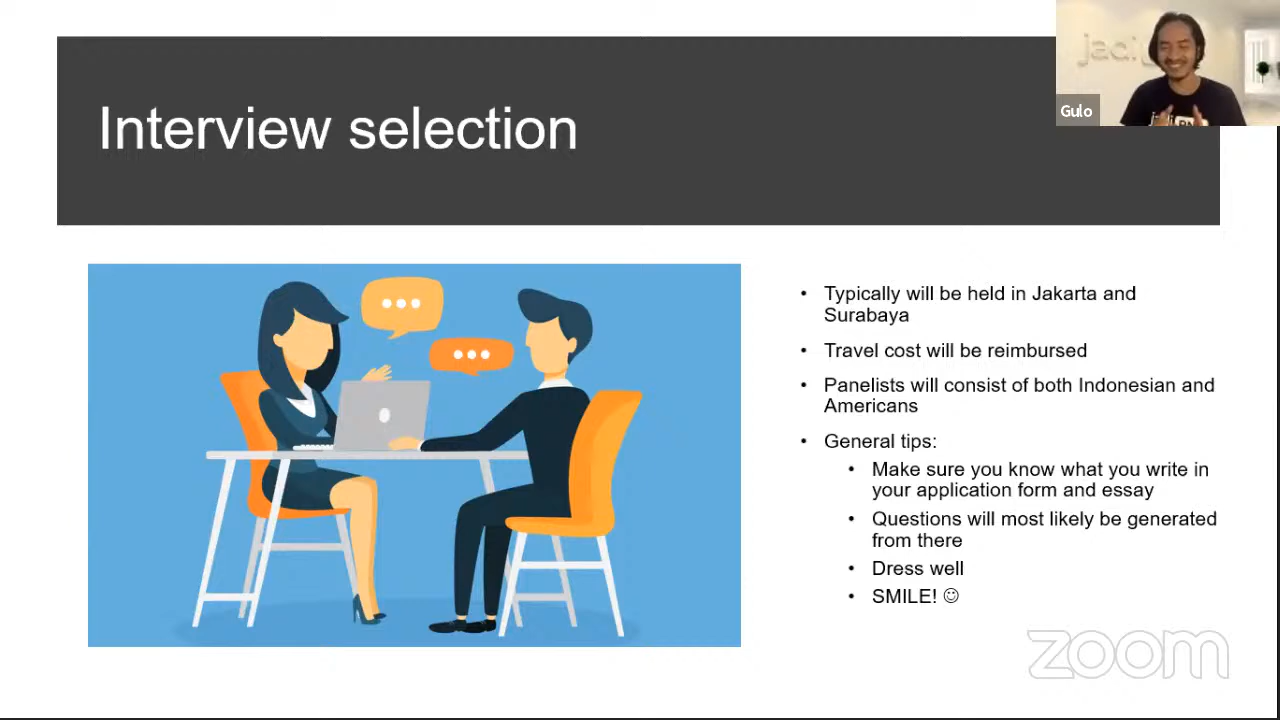 Interview selection
Gulo
• Typically will be held in Jakarta and
Surabaya
• Travel cost will be reimbursed
• Panelists will consist of both Indonesian and
Americans
• General tips:
• Make sure you know what you write in
your application form and essay
• Questions will most likely be generated
from there
• Dress well
• SMILE! ☺
zoom